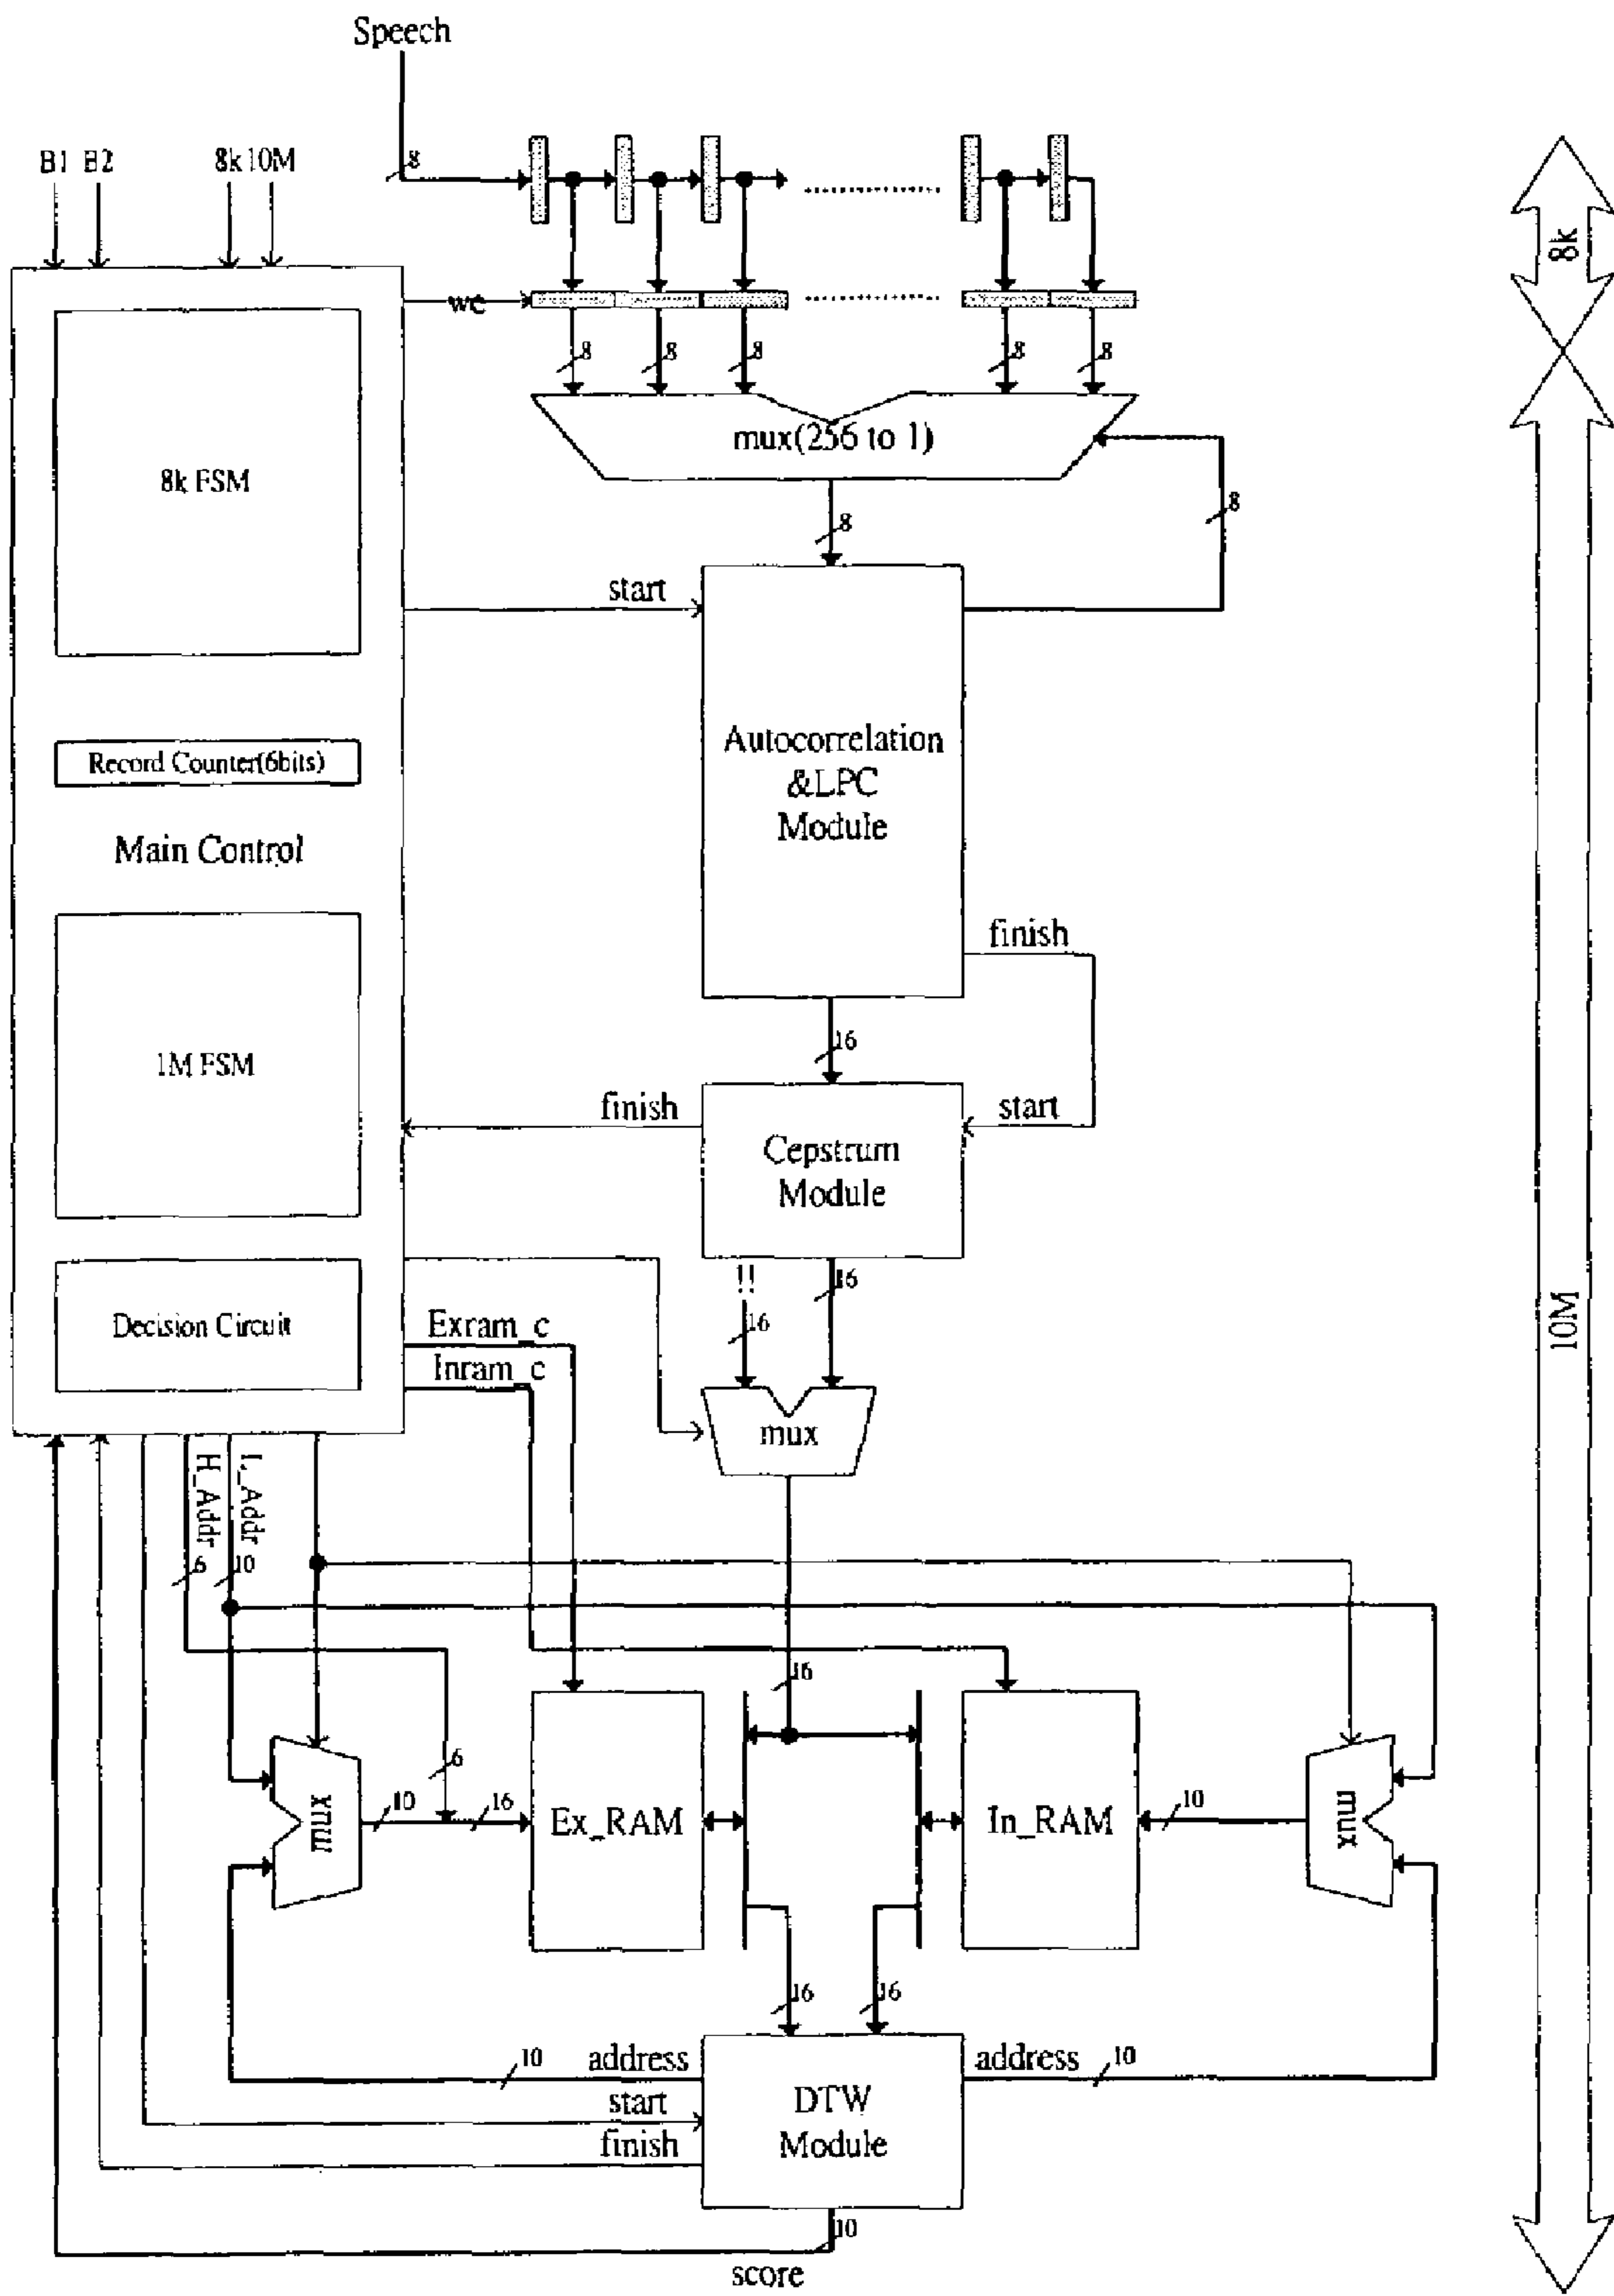 Speech
8
B1 B2 8k 10M
8k
we
8 8 8 8 8
mux(256 to 1)
8k FSM
8
8
start
Autocorrelation
&LPC
Module
Record Counter(6bits)
Main Control
finish
16
1M FSM
finish
start
Cepstrum
Module
!!
16
16
Decision Circuit
Exram_c
Inram_c
10M
mux
H_Addr
L_Addr
6
10
16
6
mux
10
16
Ex_RAM
In_RAM
10
mux
16
16
10
address
address
10
start
DTW
Module
finish
10
score